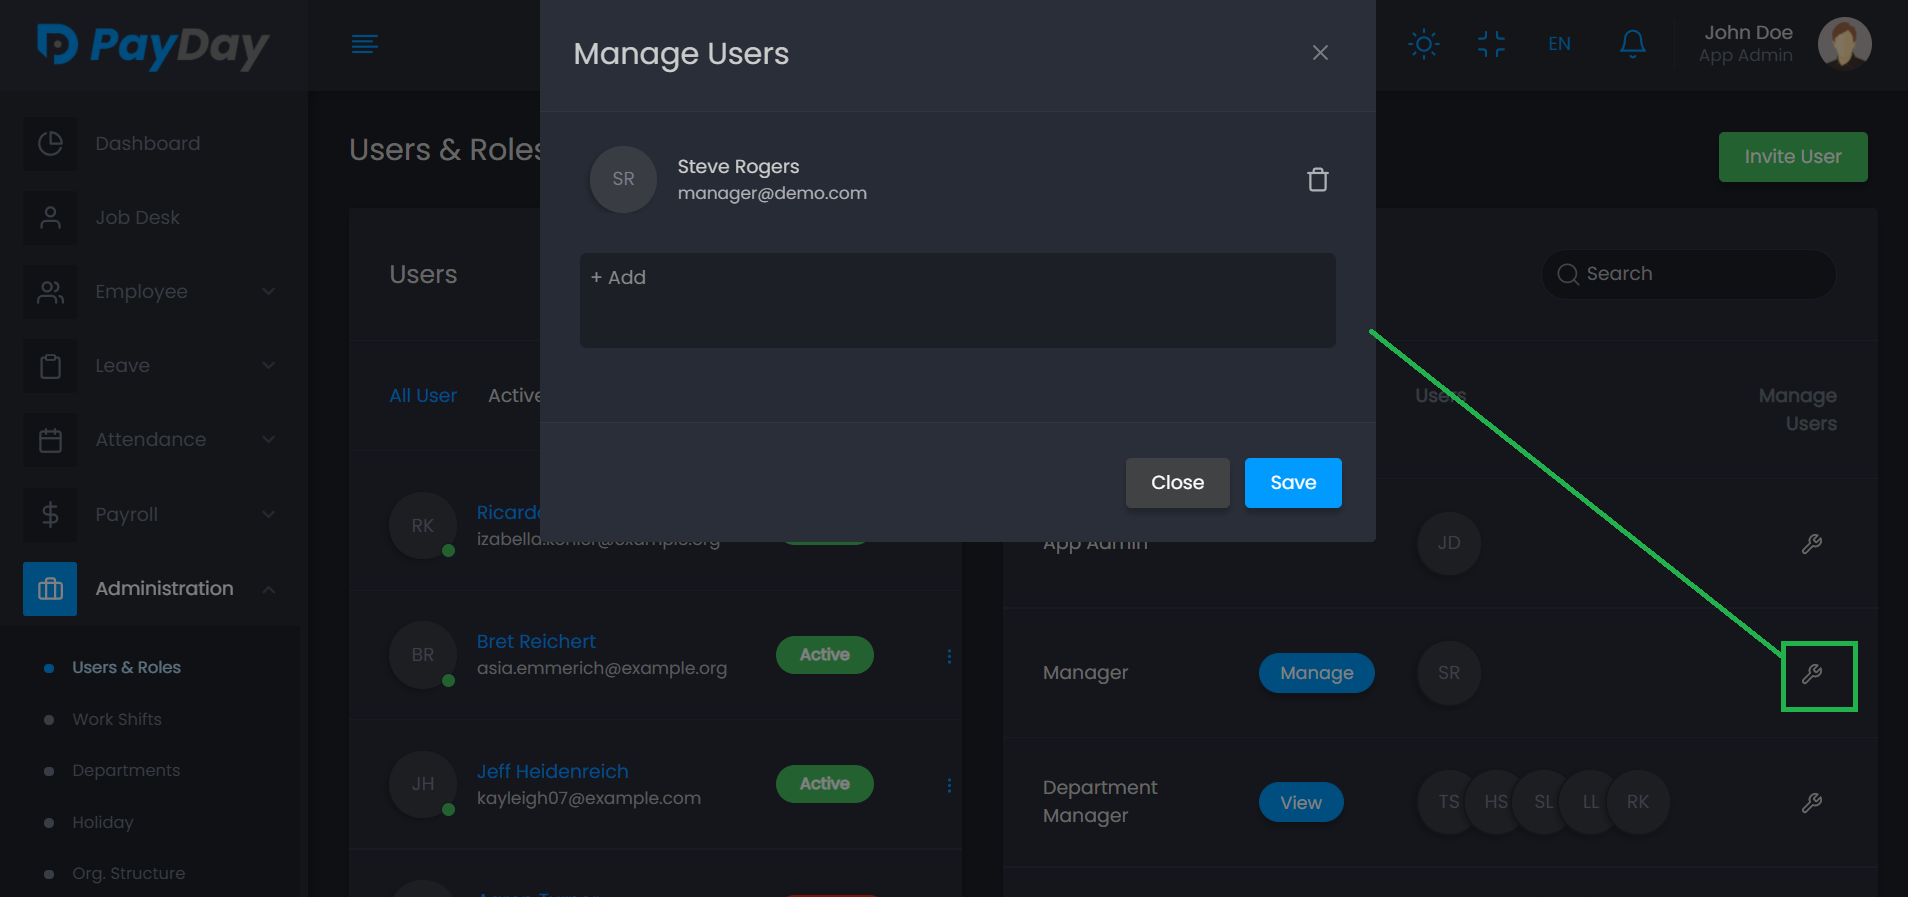 PayDay
EN
John Doe
App Admin
Dashboard
Job Desk
Employee
Leave
Attendance
Payroll
Administration
Users & Roles
Work Shifts
Departments
Holiday
Org. Structure
Users & Roles
Invite User
Manage Users
SR
Steve Rogers
manager@demo.com
+ Add
Close
Save
Users
All User
Active
RK
Ricardo
izabella.kohler@example.org
BR
Bret Reichert
asia.emmerich@example.org
Active
JH
Jeff Heidenreich
kayleigh07@example.com
Active
Search
Users
Manage
Users
App Admin
JD
Manager
Manage
SR
Department
Manager
View
TS
HS
SL
LL
RK